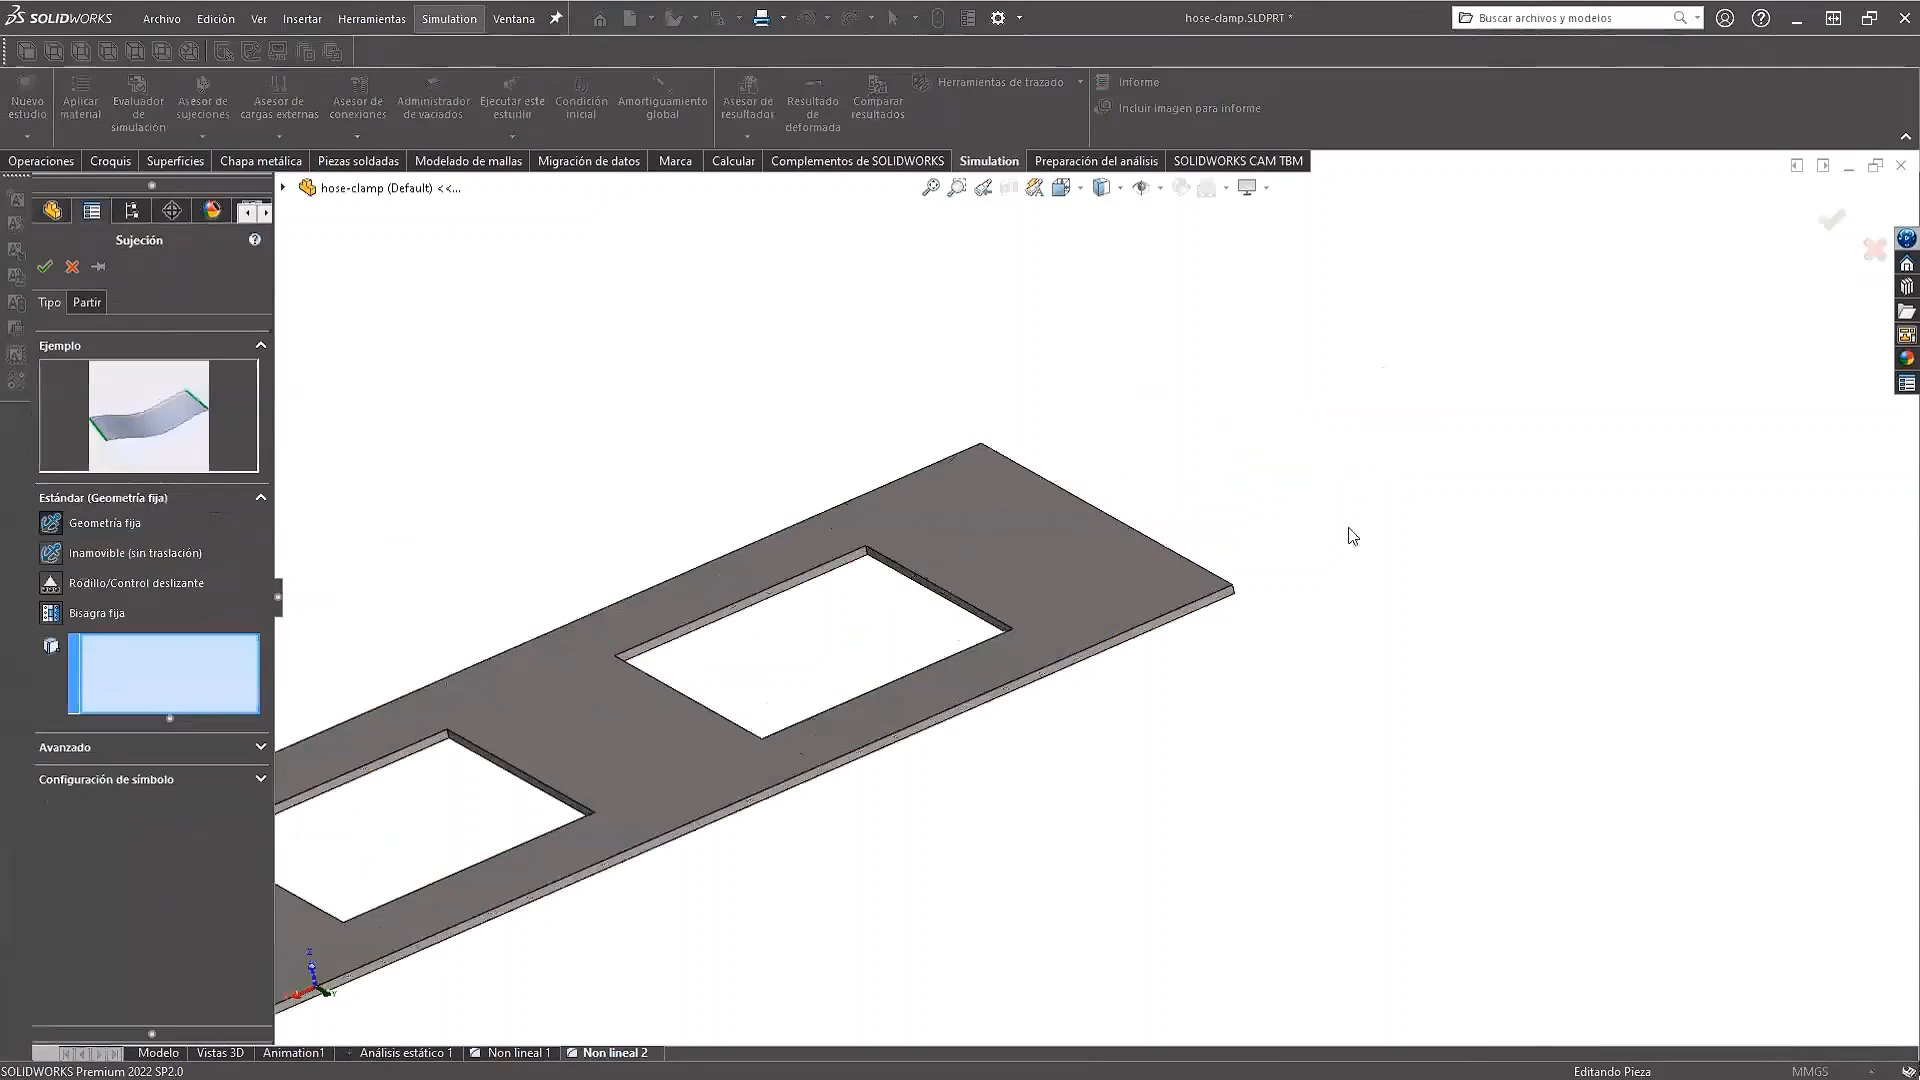 SOLIDWORKS Archivo Edición Ver Insertar Herramientas Simulation Ventana hose-clamp.SLDPRT * Buscar archivos y modelos
Nuevo estudio
Aplicar material
Evaluador de simulación
Asesor de sujeciones
Asesor de cargas externas
Asesor de conexiones
Administrador de vaciados
Ejecutar este estudio
Condición inicial
Amortiguamiento global
Asesor de resultados
Resultado de deformada
Comparar resultados
Herramientas de trazado
Informe
Incluir imagen para informe
Operaciones Croquis Superficies Chapa metálica Piezas soldadas Modelado de mallas Migración de datos Marca Calcular Complementos de SOLIDWORKS Simulation Preparación del análisis SOLIDWORKS CAM TBM
hose-clamp (Default) <<...
Sujeción
Tipo Partir
Ejemplo
Estándar (Geometría fija)
Geometría fija
Inamovible (sin traslación)
Rodillo/Control deslizante
Bisagra fija
Avanzado
Configuración de símbolo
Z
Y
Modelo Vistas 3D Animation1 Análisis estático 1 Non lineal 1 Non lineal 2
SOLIDWORKS Premium 2022 SP2.0 Editando Pieza MMGS